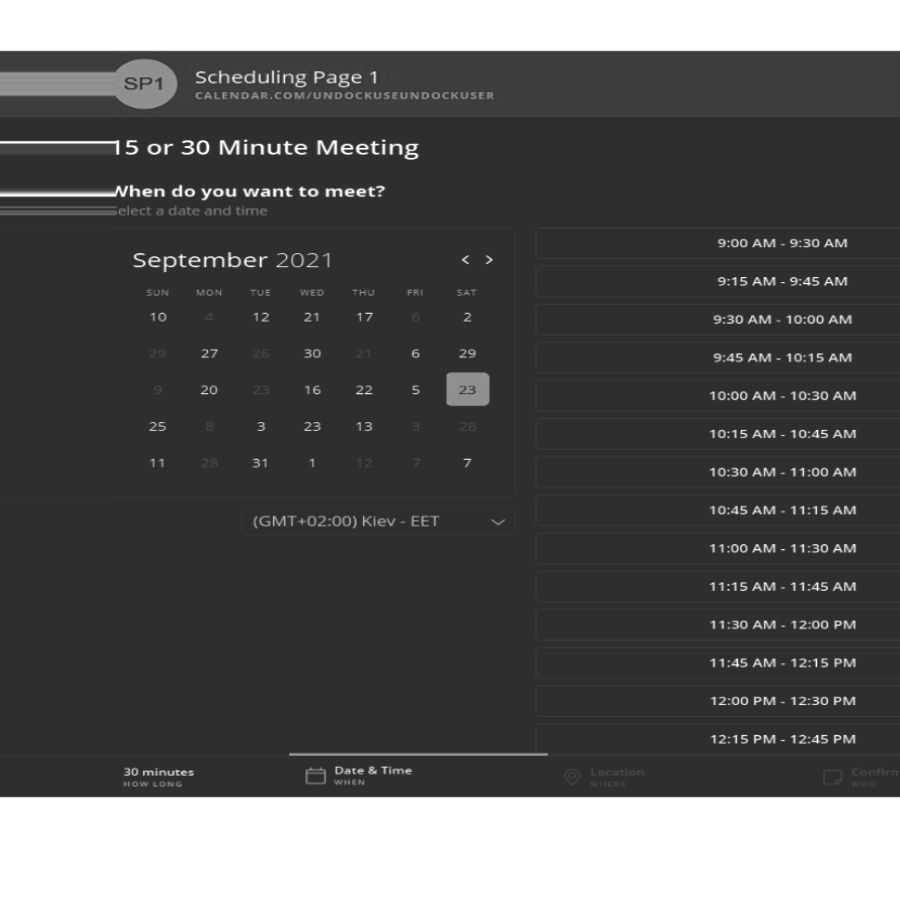 SP1
Scheduling Page 1
CALENDAR.COM/UNDOCKUSEUNDOCKUSER
15 or 30 Minute Meeting
When do you want to meet?
elect a date and time
September 2021 < >
SUN MON TUE WED THU FRI SAT
10 4 12 21 17 6 2
29 27 26 30 21 6 29
9 20 23 16 22 5 23
25 8 3 23 13 3 28
11 28 31 1 12 7 7
(GMT+02:00) Kiev - EET
9:00 AM - 9:30 AM
9:15 AM - 9:45 AM
9:30 AM - 10:00 AM
9:45 AM - 10:15 AM
10:00 AM - 10:30 AM
10:15 AM - 10:45 AM
10:30 AM - 11:00 AM
10:45 AM - 11:15 AM
11:00 AM - 11:30 AM
11:15 AM - 11:45 AM
11:30 AM - 12:00 PM
11:45 AM - 12:15 PM
12:00 PM - 12:30 PM
12:15 PM - 12:45 PM
30 minutes
HOW LONG
Date & Time
WHEN
Location
WHERE
Confirm
WHO